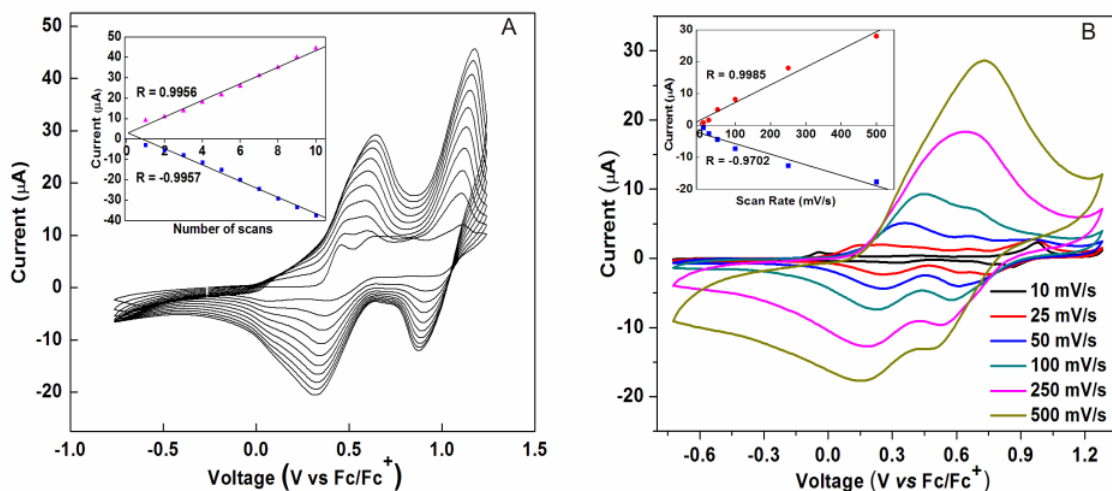 A
50
40
30
20
10
0
-10
-20
Current (μA)
-1.0 -0.5 0.0 0.5 1.0 1.5
Voltage (V vs Fc/Fc+)
50
40
30
20
10
0
-10
-20
-30
-40
Current (μA)
R = 0.9956
R = -0.9957
2 4 6 8 10
Number of scans
B
30
20
10
0
-10
-20
Current (μA)
-0.6 -0.3 0.0 0.3 0.6 0.9 1.2
Voltage (V vs Fc/Fc+)
30
20
10
0
-10
-20
Current (μA)
R = 0.9985
R = -0.9702
0 100 200 300 400 500
Scan Rate (mV/s)
10 mV/s
25 mV/s
50 mV/s
100 mV/s
250 mV/s
500 mV/s